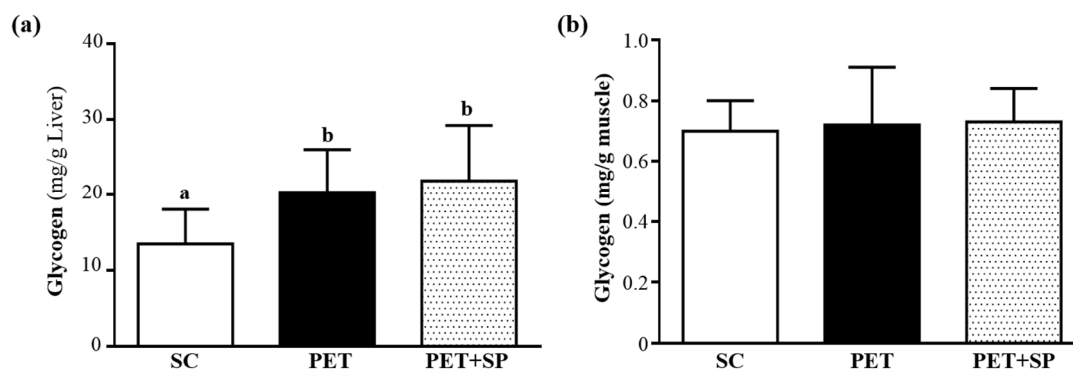 (a)
Glycogen (mg/g Liver)
40
30
20
10
0
a
b
b
SC
PET
PET+SP
(b)
Glycogen (mg/g muscle)
1.0
0.8
0.6
0.4
0.2
0
SC
PET
PET+SP